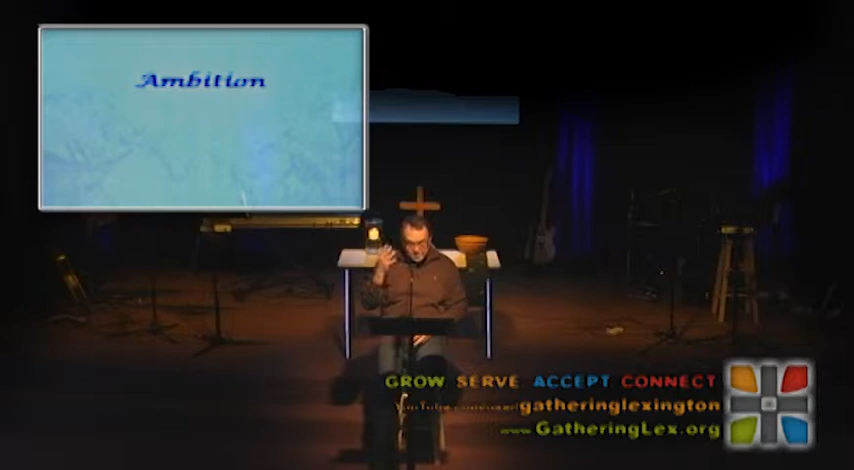 Ambition
GROW SERVE ACCEPT CONNECT
gatheringlexington
www.GatheringLex.org